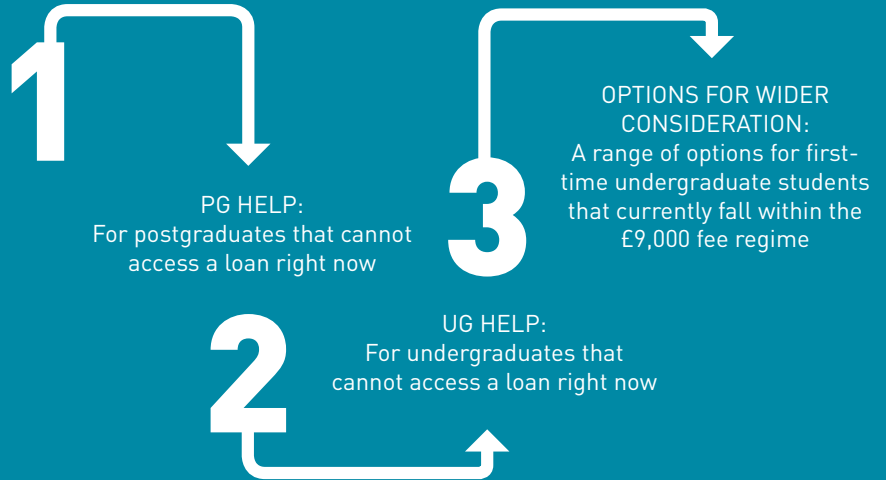 1
PG HELP:
For postgraduates that cannot
access a loan right now
2
UG HELP:
For undergraduates that
cannot access a loan right now
3
OPTIONS FOR WIDER
CONSIDERATION:
A range of options for first-
time undergraduate students
that currently fall within the
£9,000 fee regime